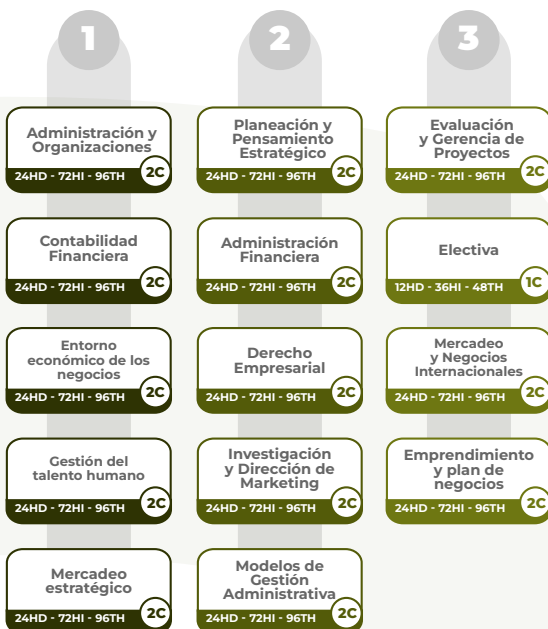 1
Administración y
Organizaciones
24HD - 72HI - 96TH
2C
Contabilidad
Financiera
24HD - 72HI - 96TH
2C
Entorno
económico de los
negocios
24HD - 72HI - 96TH
2C
Gestión del
talento humano
24HD - 72HI - 96TH
2C
Mercadeo
estratégico
24HD - 72HI - 96TH
2C
2
Planeación y
Pensamiento
Estratégico
24HD - 72HI - 96TH
2C
Administración
Financiera
24HD - 72HI - 96TH
2C
Derecho
Empresarial
24HD - 72HI - 96TH
2C
Investigación
y Dirección de
Marketing
24HD - 72HI - 96TH
2C
Modelos de
Gestión
Administrativa
24HD - 72HI - 96TH
2C
3
Evaluación
y Gerencia de
Proyectos
24HD - 72HI - 96TH
2C
Electiva
12HD - 36HI - 48TH
1C
Mercadeo
y Negocios
Internacionales
24HD - 72HI - 96TH
2C
Emprendimiento
y plan de
negocios
24HD - 72HI - 96TH
2C